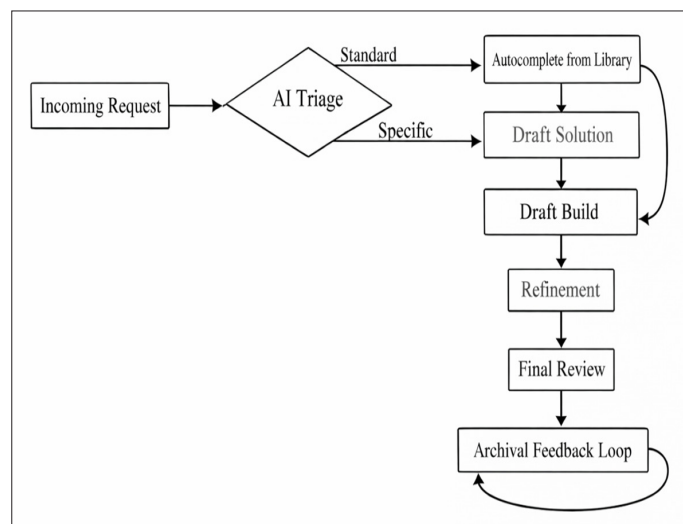 Incoming Request
AI Triage
Standard
Specific
Autocomplete from Library
Draft Solution
Draft Build
Refinement
Final Review
Archival Feedback Loop